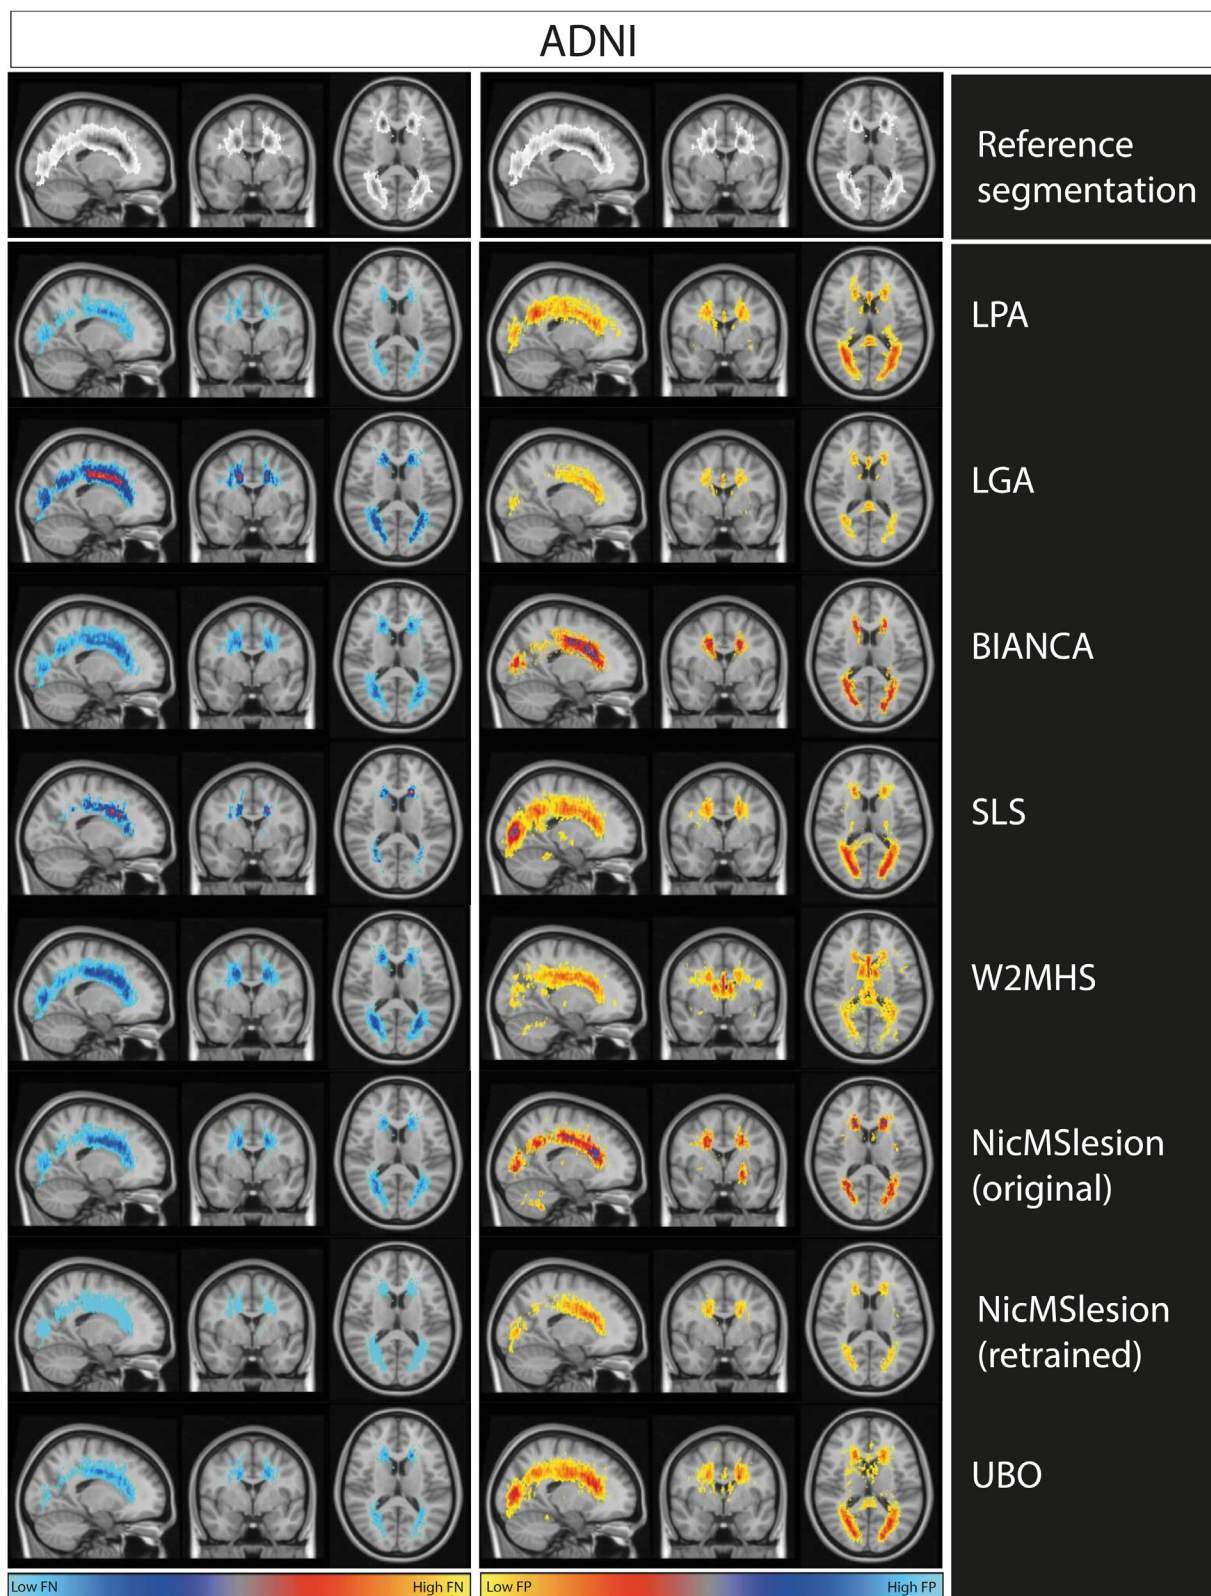 ADNI
Reference
segmentation
LPA
LGA
BIANCA
SLS
W2MHS
NicMSlesion
(original)
NicMSlesion
(retrained)
UBO
Low FN
High FN
Low FP
High FP